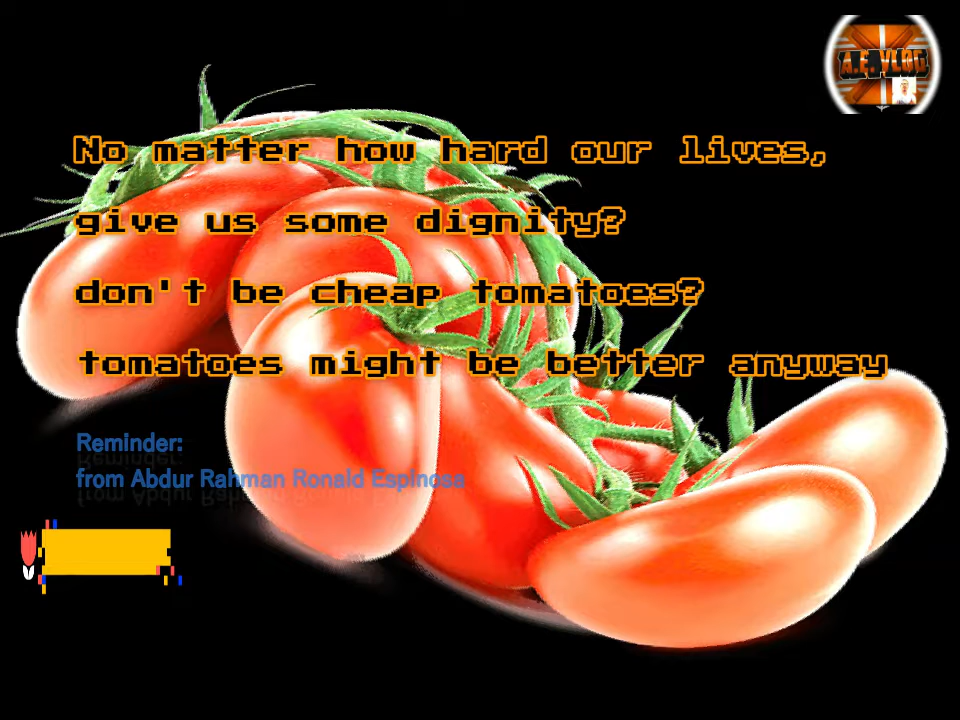 A.E. VLOG
No matter how hard our lives,
give us some dignity?
don't be cheap tomatoes?
tomatoes might be better anyway
Reminder:
from Abdur Rahman Ronald Espinosa